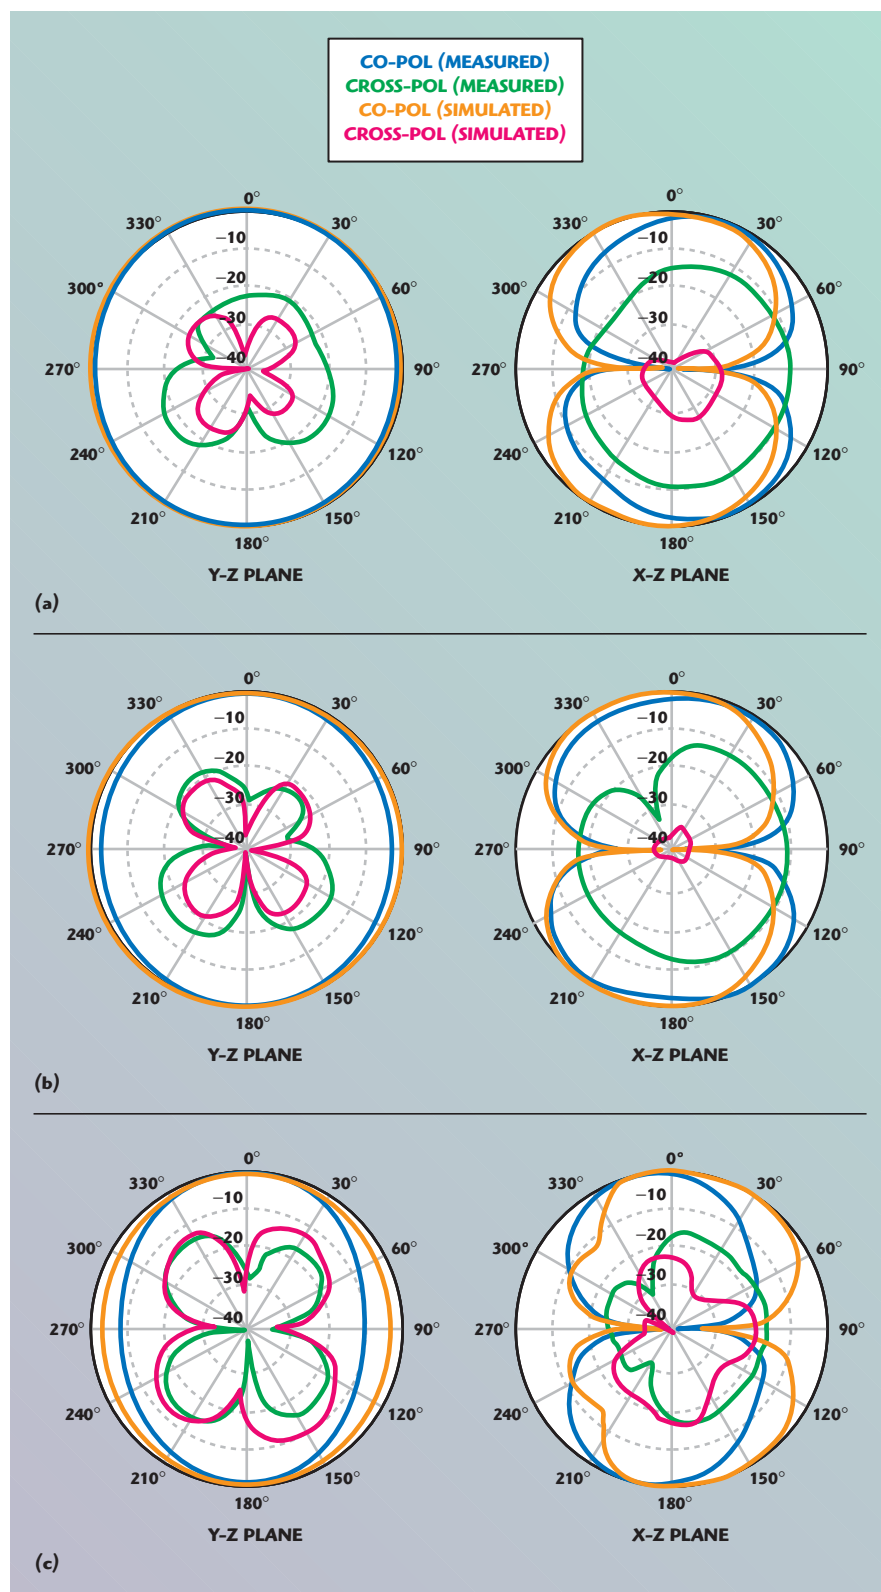 CO-POL (MEASURED)
CROSS-POL (MEASURED)
CO-POL (SIMULATED)
CROSS-POL (SIMULATED)
0° 0°
330° 30° 330° 30°
−10 −10
300° −20 60° 300° −20 60°
−30 −30
−40 −40
270° 90° 270° 90°
240° 120° 240° 120°
210° 150° 210° 150°
180° 180°
Y–Z PLANE X–Z PLANE
(a)
0° 0°
330° 30° 330° 30°
−10 −10
300° −20 60° 300° −20 60°
−30 −30
−40 −40
270° 90° 270° 90°
240° 120° 240° 120°
210° 150° 210° 150°
180° 180°
Y–Z PLANE X–Z PLANE
(b)
0° 0°
330° 30° 330° 30°
−10 −10
300° −20 60° 300° −20 60°
−30 −30
−40 −40
270° 90° 270° 90°
240° 120° 240° 120°
210° 150° 210° 150°
180° 180°
Y–Z PLANE X–Z PLANE
(c)